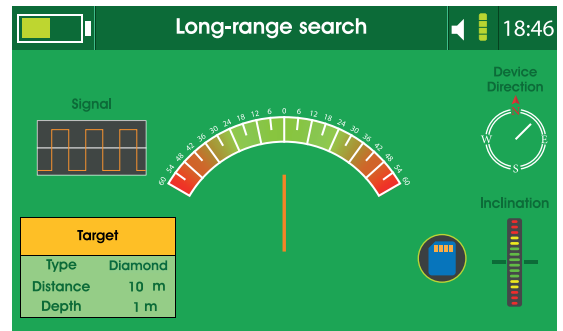 Long-range search
18:46
Device
Direction
Signal
60 54 48 42 36 30 24 18 12 6 0 6 12 18 24 30 36 42 48 54 60
N
W E
S
Inclination
Target
Type Diamond
Distance 10 m
Depth 1 m